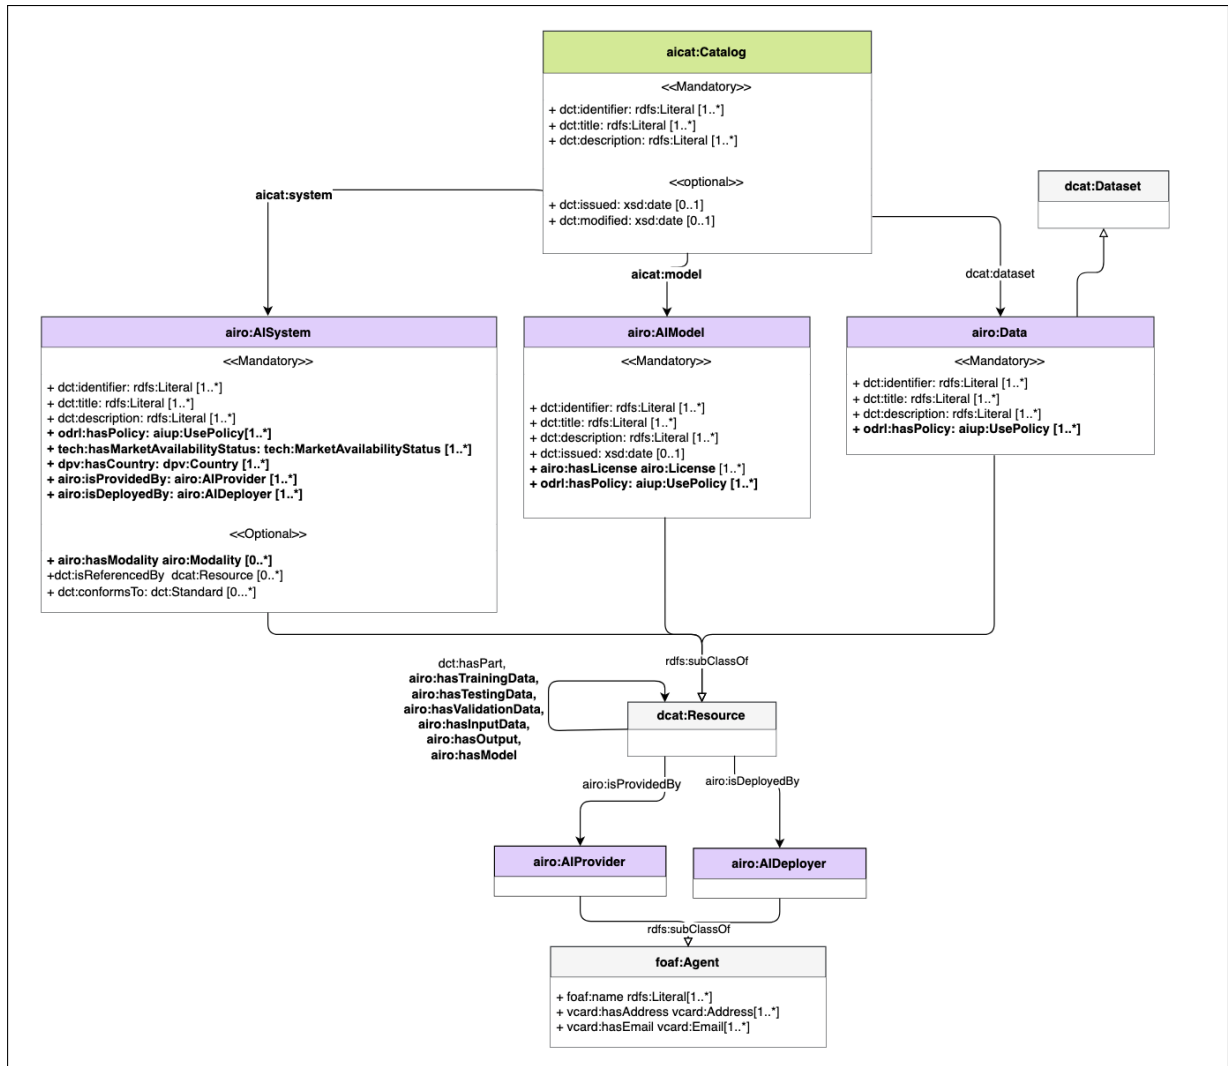 aicat:Catalog
<<Mandatory>>
+ dct:identifier: rdfs:Literal [1..*]
+ dct:title: rdfs:Literal [1..*]
+ dct:description: rdfs:Literal [1..*]
<<optional>>
+ dct:issued: xsd:date [0..1]
+ dct:modified: xsd:date [0..1]
dcat:Dataset
aicat:system
aicat:model
dcat:dataset
airo:AISystem
<<Mandatory>>
+ dct:identifier: rdfs:Literal [1..*]
+ dct:title: rdfs:Literal [1..*]
+ dct:description: rdfs:Literal [1..*]
+ odrl:hasPolicy: aiup:UsePolicy[1..*]
+ tech:hasMarketAvailabilityStatus: tech:MarketAvailabilityStatus [1..*]
+ dpv:hasCountry: dpv:Country [1..*]
+ airo:isProvidedBy: airo:AIProvider [1..*]
+ airo:isDeployedBy: airo:AIDeployer [1..*]
<<Optional>>
+ airo:hasModality airo:Modality [0..*]
+dct:isReferencedBy dcat:Resource [0..*]
+ dct:conformsTo: dct:Standard [0...*]
airo:AIModel
<<Mandatory>>
+ dct:identifier: rdfs:Literal [1..*]
+ dct:title: rdfs:Literal [1..*]
+ dct:description: rdfs:Literal [1..*]
+ dct:issued: xsd:date [0..1]
+ airo:hasLicense airo:License [1..*]
+ odrl:hasPolicy: aiup:UsePolicy [1..*]
airo:Data
<<Mandatory>>
+ dct:identifier: rdfs:Literal [1..*]
+ dct:title: rdfs:Literal [1..*]
+ dct:description: rdfs:Literal [1..*]
+ odrl:hasPolicy: aiup:UsePolicy [1..*]
rdfs:subClassOf
dct:hasPart,
airo:hasTrainingData,
airo:hasTestingData,
airo:hasValidationData,
airo:hasInputData,
airo:hasOutput,
airo:hasModel
dcat:Resource
airo:isProvidedBy
airo:isDeployedBy
airo:AIProvider
airo:AIDeployer
rdfs:subClassOf
foaf:Agent
+ foaf:name rdfs:Literal[1..*]
+ vcard:hasAddress vcard:Address[1..*]
+ vcard:hasEmail vcard:Email[1..*]